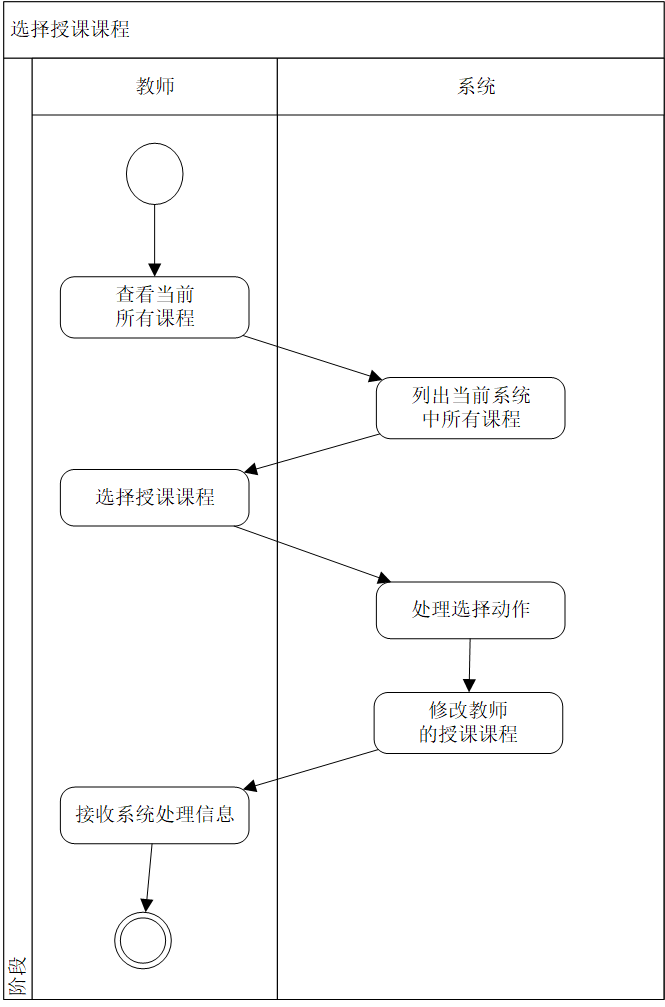 选择授课课程
教师
系统
查看当前
所有课程
列出当前系统
中所有课程
选择授课课程
处理选择动作
修改教师
的授课课程
接收系统处理信息
阶段